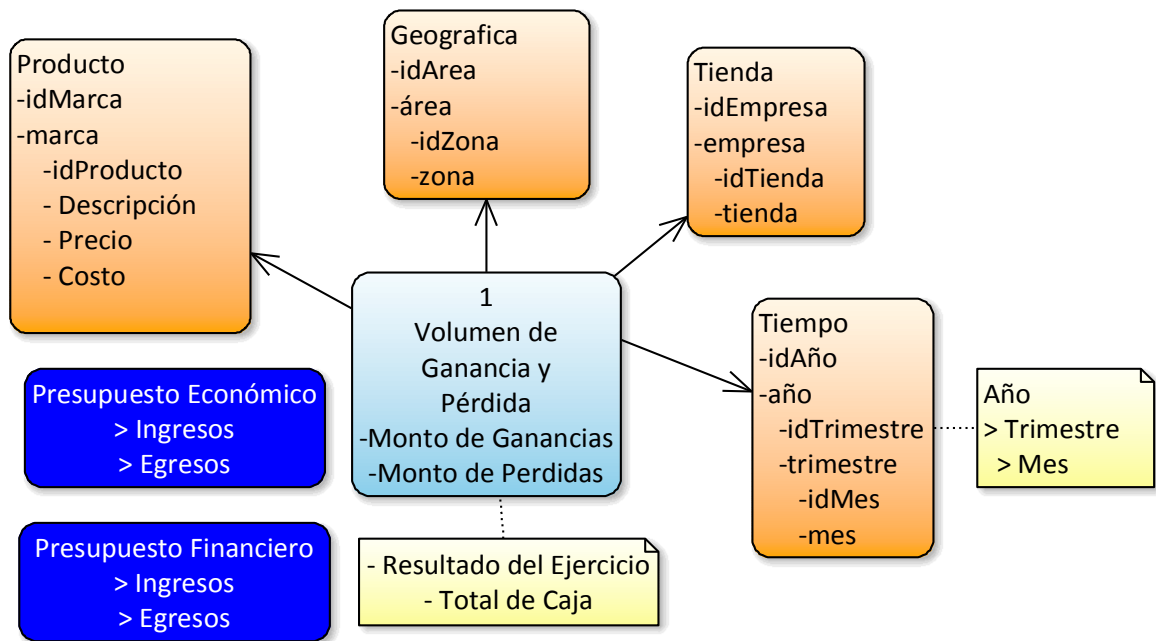 Producto
-idMarca
-marca
-idProducto
- Descripción
- Precio
- Costo
Geografica
-idArea
-área
-idZona
-zona
Tienda
-idEmpresa
-empresa
-idTienda
-tienda
1
Volumen de
Ganancia y
Pérdida
-Monto de Ganancias
-Monto de Perdidas
Tiempo
-idAño
-año
-idTrimestre
-trimestre
-idMes
-mes
Año
> Trimestre
> Mes
Presupuesto Económico
> Ingresos
> Egresos
Presupuesto Financiero
> Ingresos
> Egresos
- Resultado del Ejercicio
- Total de Caja